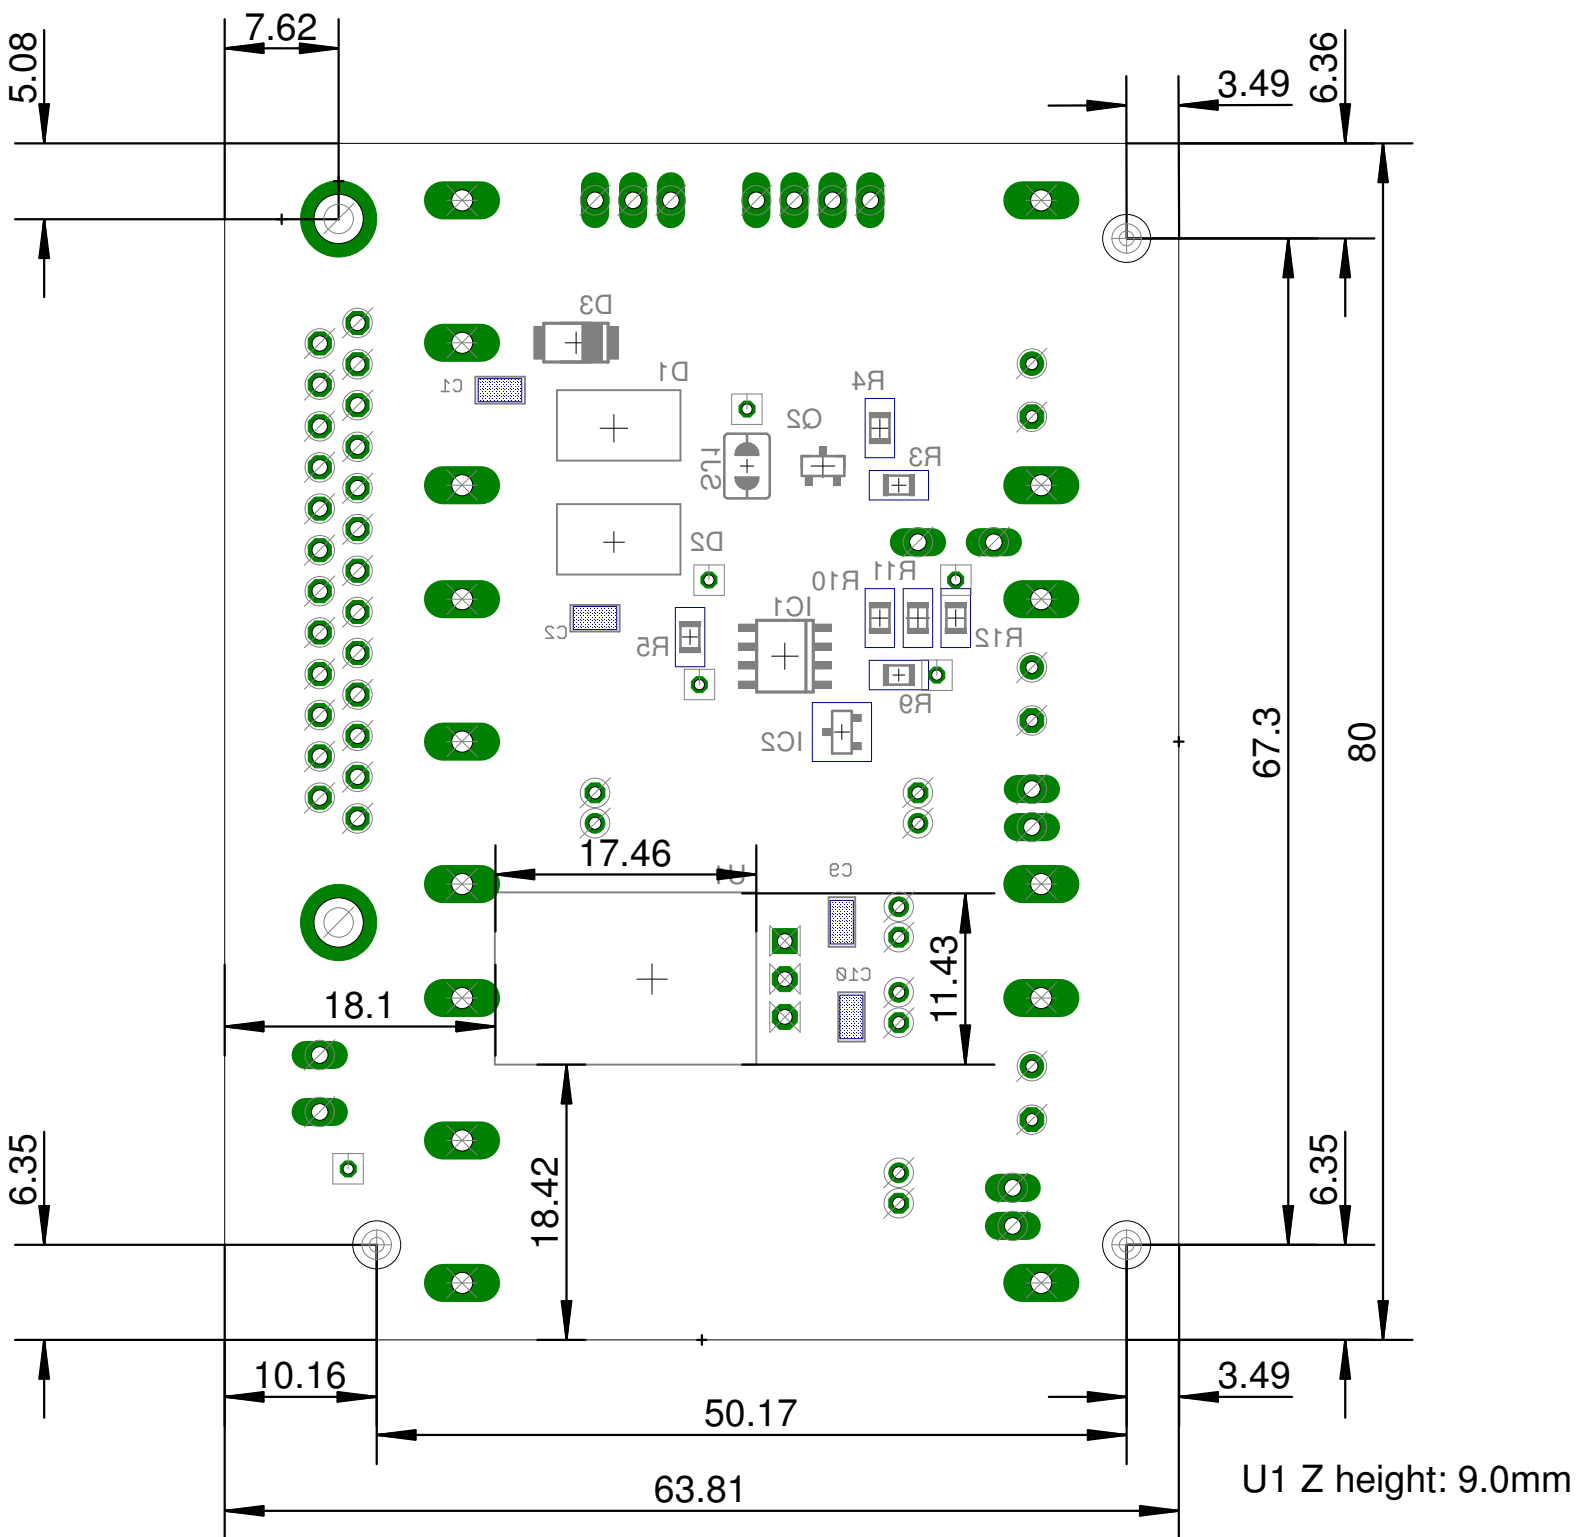 7.62
5.08
3.49
6.36
D3
D1
C1
R4
Q2
R3
SJ1
D2
R11
R10
IC1
C2
R5
R12
R9
IC2
67.3
80
17.46
U1
C9
11.43
C10
18.1
18.42
6.35
6.35
10.16
3.49
50.17
63.81
U1 Z height: 9.0mm